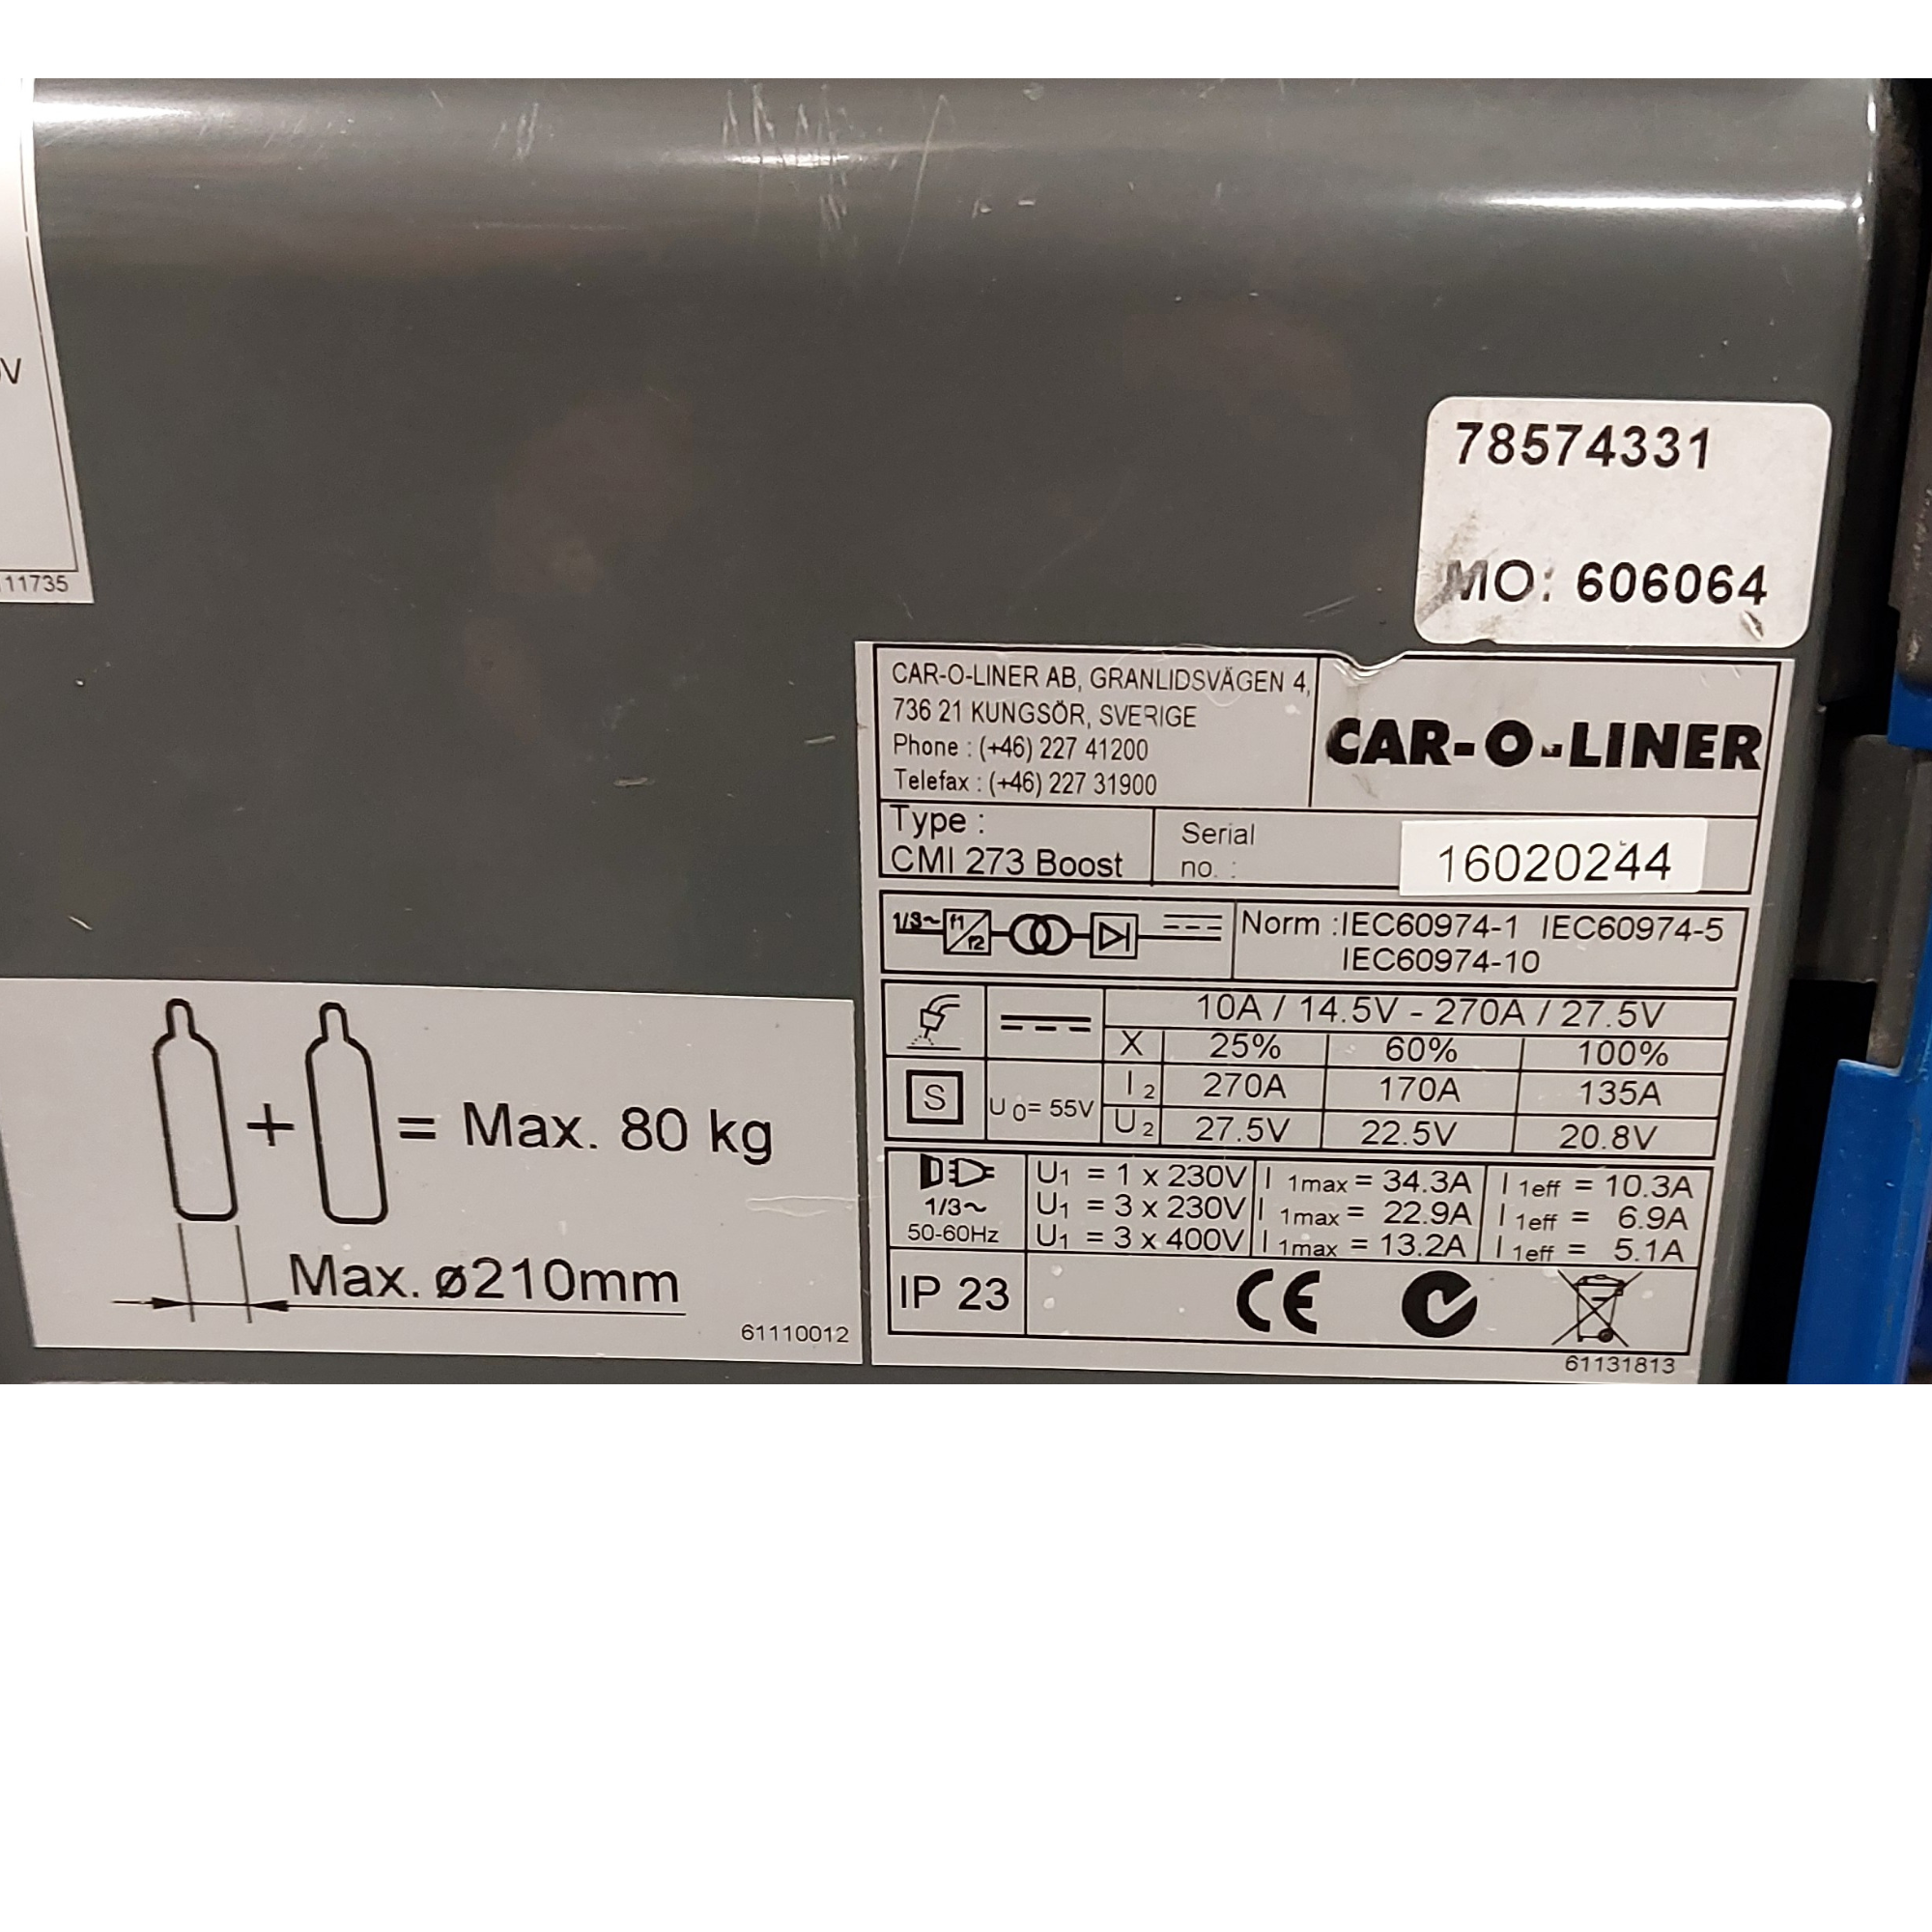 V
11735
78574331
MO: 606064
CAR-O-LINER AB, GRANLIDSVÄGEN 4,
736 21 KUNGSÖR, SVERIGE
Phone : (+46) 227 41200
Telefax : (+46) 227 31900
CAR-O-LINER
Type :
CMI 273 Boost
Serial
no. :
16020244
1/3~ f1
f2
Norm :IEC60974-1 IEC60974-5
IEC60974-10
10A / 14.5V - 270A / 27.5V
X 25% 60% 100%
S
U0= 55V
I2 270A 170A 135A
U2 27.5V 22.5V 20.8V
1/3~
50-60Hz
U1 = 1 x 230V I 1max = 34.3A I 1eff = 10.3A
U1 = 3 x 230V I 1max = 22.9A I 1eff = 6.9A
U1 = 3 x 400V I 1max = 13.2A I 1eff = 5.1A
IP 23
CE
61131813
+ = Max. 80 kg
Max. ø210mm
61110012